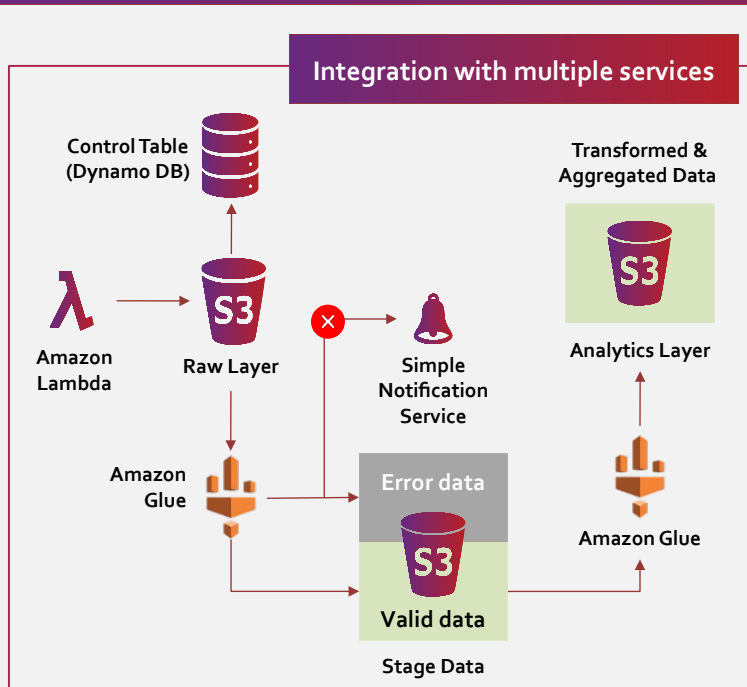 Integration with multiple services
Control Table
(Dynamo DB)
Transformed &
Aggregated Data
S3
S3
Amazon
Lambda
Raw Layer
Simple
Notification
Service
Analytics Layer
Amazon
Glue
Error data
S3
Valid data
Amazon Glue
Stage Data